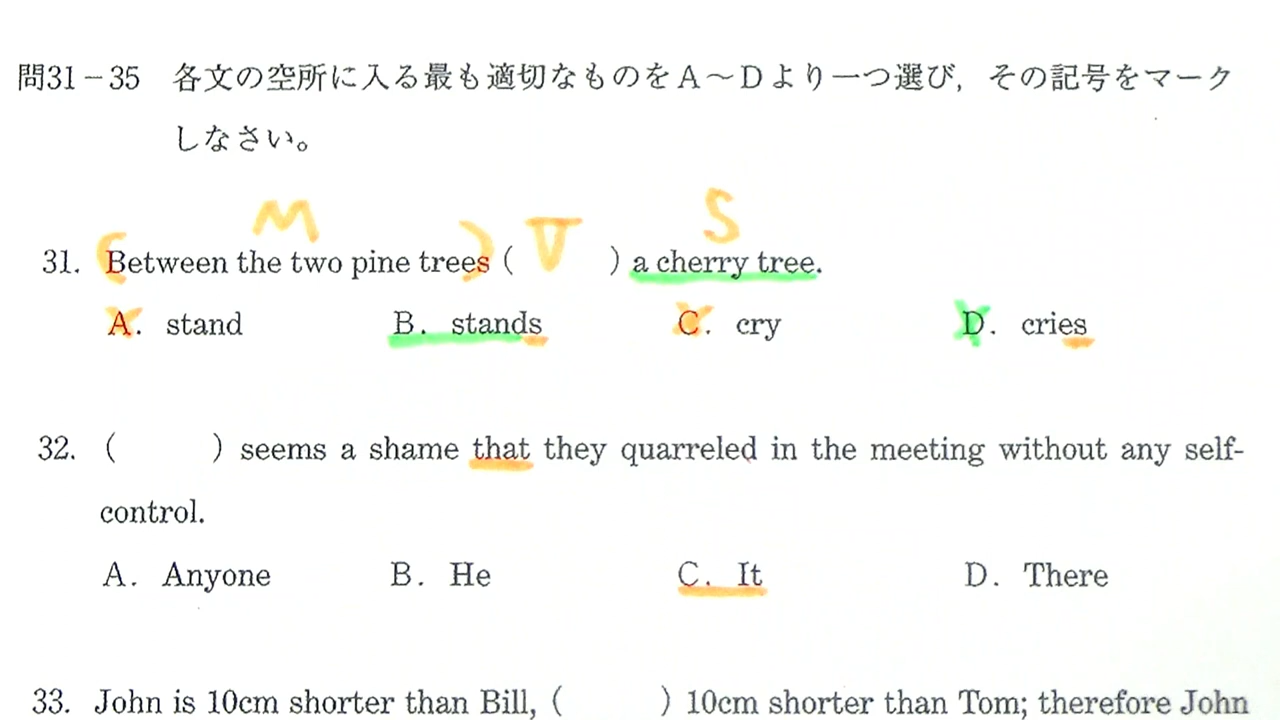 問31－35 各文の空所に入る最も適切なものをA～Dより一つ選び，その記号をマーク
しなさい。
M V S
31. (Between the two pine trees) ( ) a cherry tree.
A. stand B. stands C. cry D. cries
32. ( ) seems a shame that they quarreled in the meeting without any self-
control.
A. Anyone B. He C. It D. There
33. John is 10cm shorter than Bill, ( ) 10cm shorter than Tom; therefore John